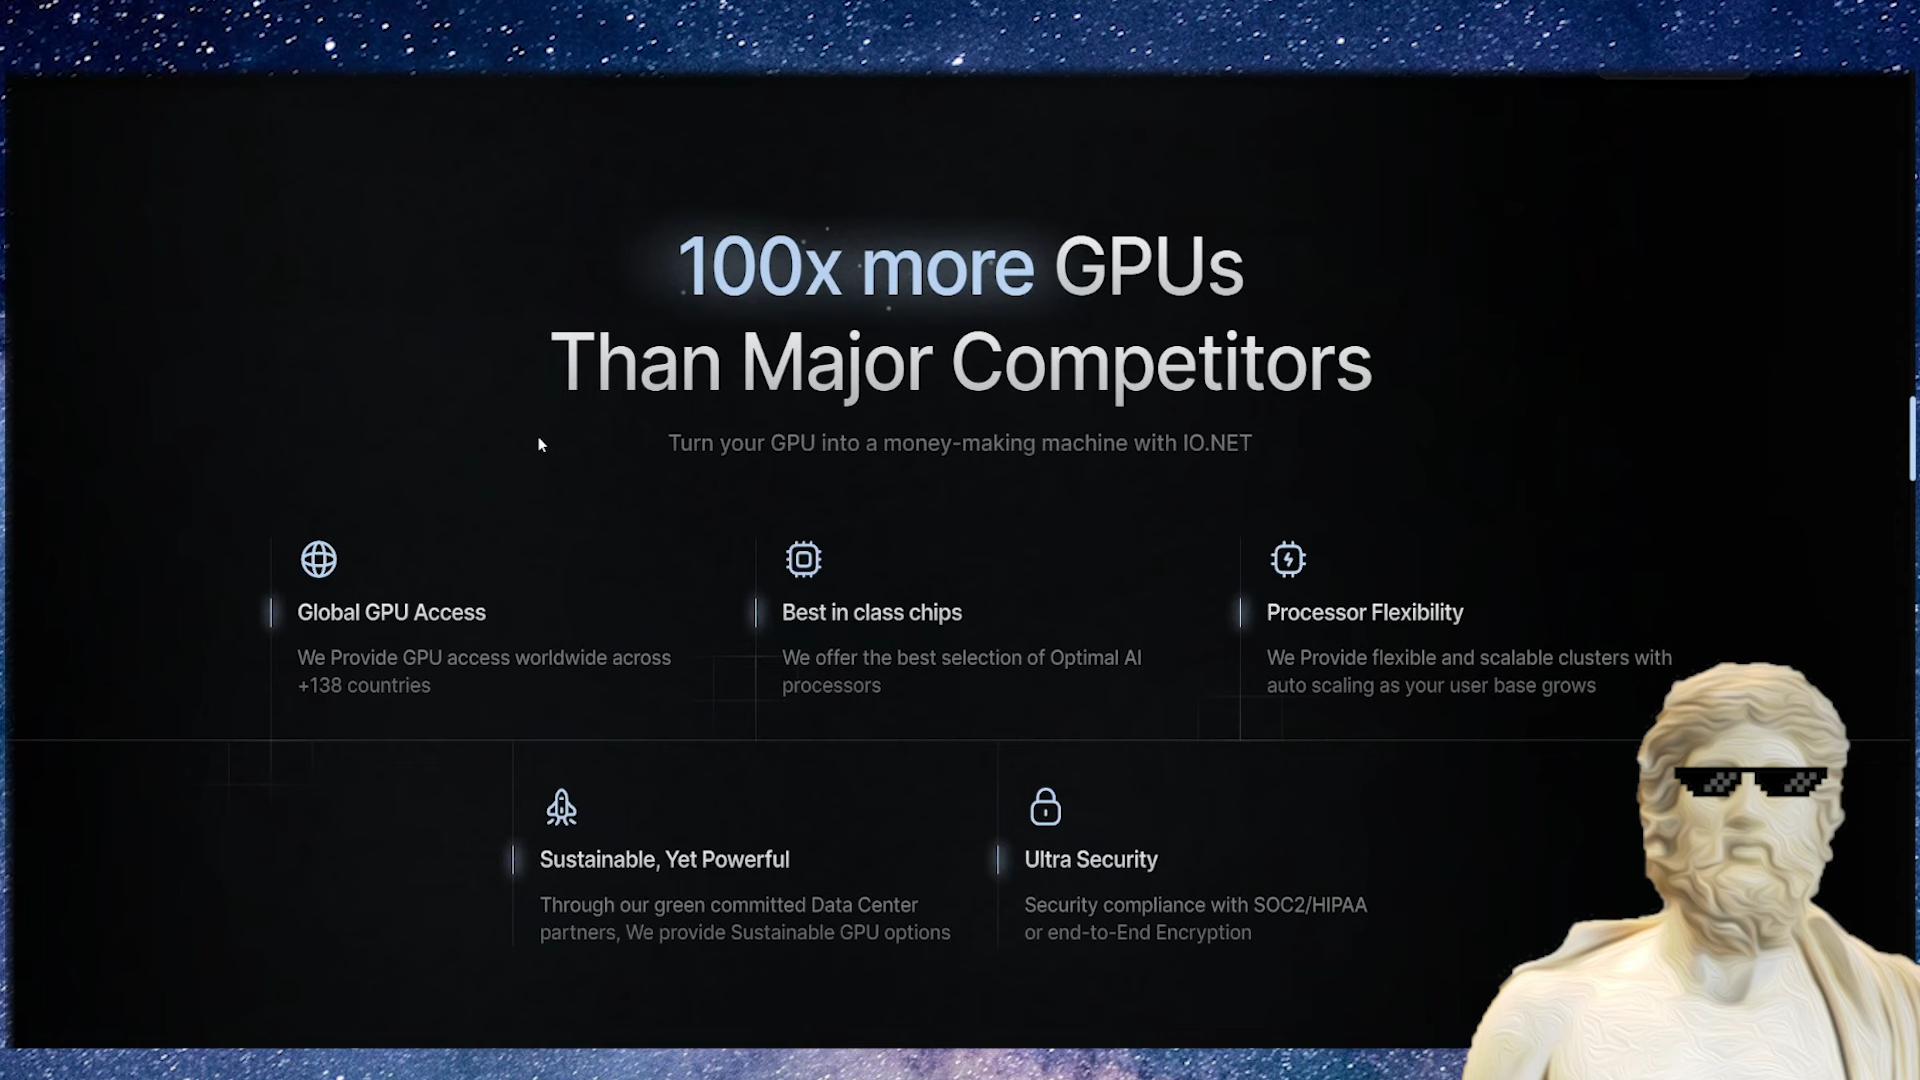 100x more GPUs
Than Major Competitors
Turn your GPU into a money-making machine with IO.NET
Global GPU Access
We Provide GPU access worldwide across
+138 countries
Best in class chips
We offer the best selection of Optimal AI
processors
Processor Flexibility
We Provide flexible and scalable clusters with
auto scaling as your user base grows
Sustainable, Yet Powerful
Through our green committed Data Center
partners, We provide Sustainable GPU options
Ultra Security
Security compliance with SOC2/HIPAA
or end-to-End Encryption